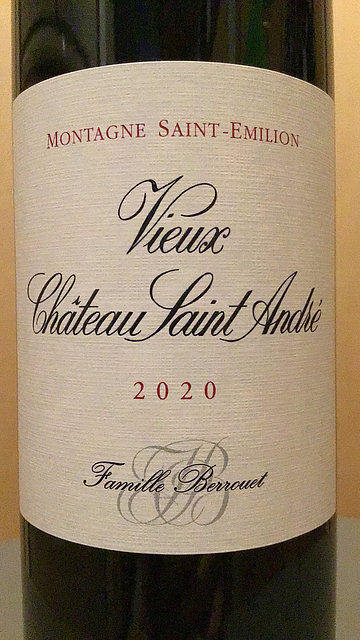 MONTAGNE SAINT-EMILION
Vieux
Château Saint André
2020
Famille Berrouet